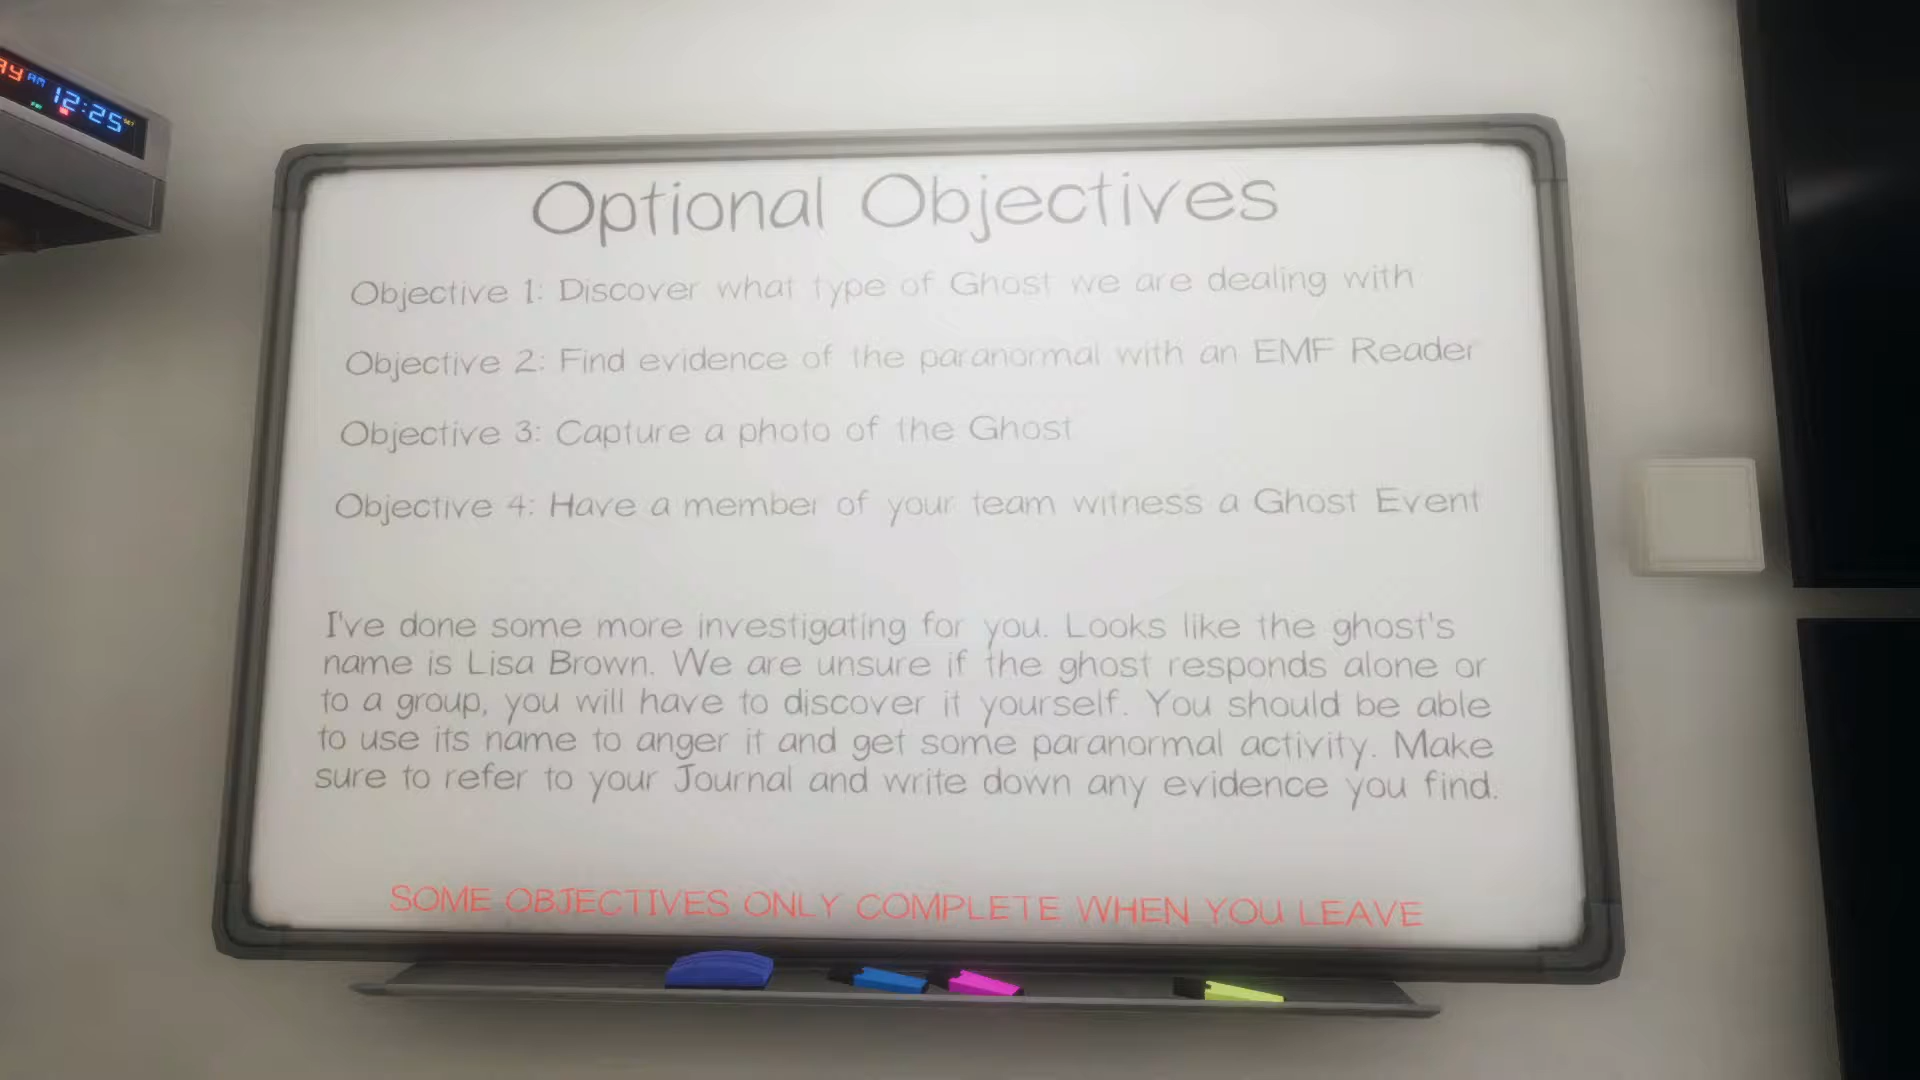 AM 12:25
Optional Objectives
Objective 1: Discover what type of Ghost we are dealing with
Objective 2: Find evidence of the paranormal with an EMF Reader
Objective 3: Capture a photo of the Ghost
Objective 4: Have a member of your team witness a Ghost Event
I've done some more investigating for you. Looks like the ghost's
name is Lisa Brown. We are unsure if the ghost responds alone or
to a group, you will have to discover it yourself. You should be able
to use its name to anger it and get some paranormal activity. Make
sure to refer to your Journal and write down any evidence you find.
SOME OBJECTIVES ONLY COMPLETE WHEN YOU LEAVE